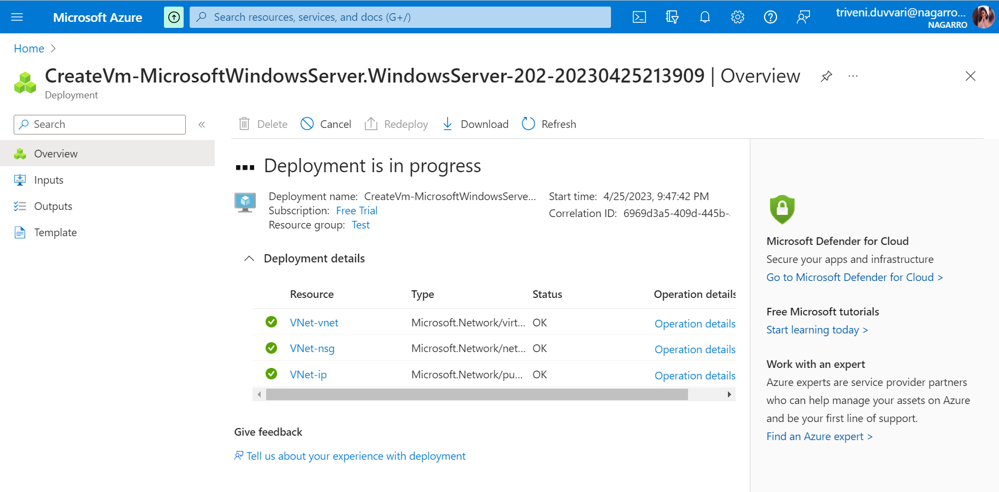 Microsoft Azure
Search resources, services, and docs (G+/)
triveni.duvvari@nagarro...
NAGARRO
Home
CreateVm-MicrosoftWindowsServer.WindowsServer-202-20230425213909 | Overview
Deployment
Search
Delete
Cancel
Redeploy
Download
Refresh
Overview
Inputs
Outputs
Template
Deployment is in progress
Deployment name: CreateVm-MicrosoftWindowsServe...
Subscription: Free Trial
Resource group: Test
Start time: 4/25/2023, 9:47:42 PM
Correlation ID: 6969d3a5-409d-445b-
Deployment details
Resource Type Status Operation details
VNet-vnet Microsoft.Network/virt... OK Operation details
VNet-nsg Microsoft.Network/net... OK Operation details
VNet-ip Microsoft.Network/pu... OK Operation details
Give feedback
Tell us about your experience with deployment
Microsoft Defender for Cloud
Secure your apps and infrastructure
Go to Microsoft Defender for Cloud >
Free Microsoft tutorials
Start learning today >
Work with an expert
Azure experts are service provider partners
who can help manage your assets on Azure
and be your first line of support.
Find an Azure expert >